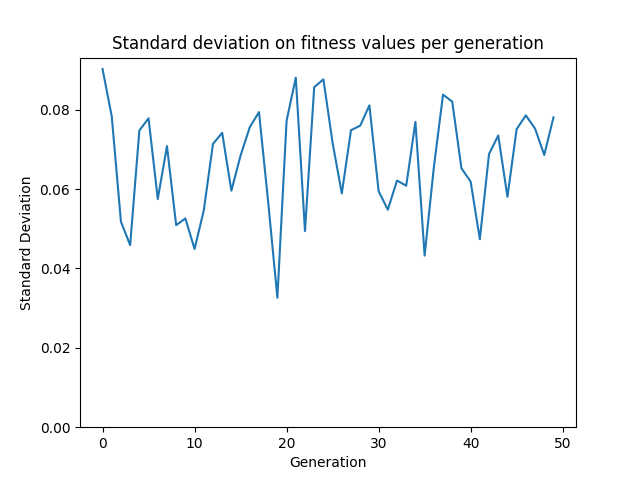 Standard deviation on fitness values per generation
Standard Deviation
0.08
0.06
0.04
0.02
0.00
0 10 20 30 40 50
Generation